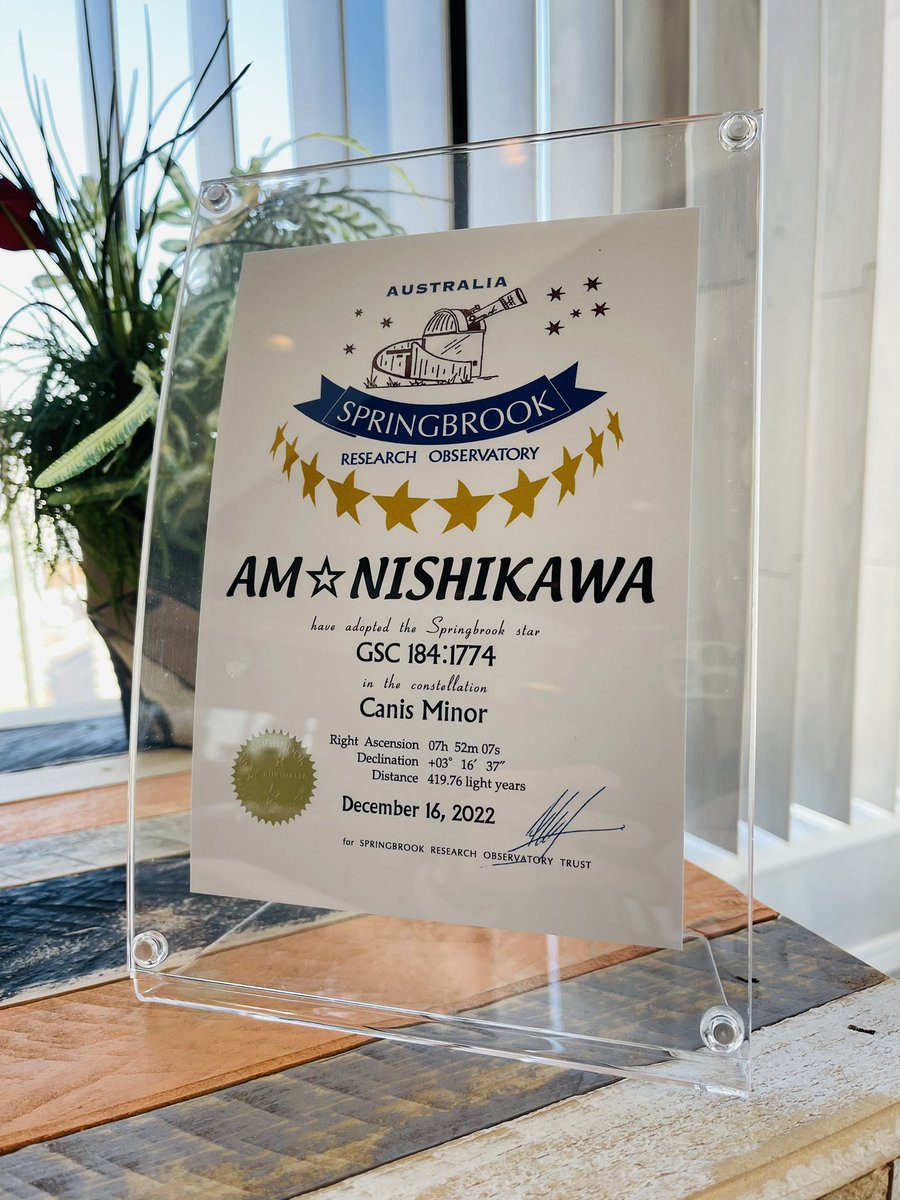 AUSTRALIA
SPRINGBROOK
RESEARCH OBSERVATORY
AM☆NISHIKAWA
have adopted the Springbrook star
GSC 184:1774
in the constellation
Canis Minor
Right Ascension 07h 52m 07s
Declination +03° 16′ 37″
Distance 419.76 light years
AUSTRALIA
December 16, 2022
for SPRINGBROOK RESEARCH OBSERVATORY TRUST